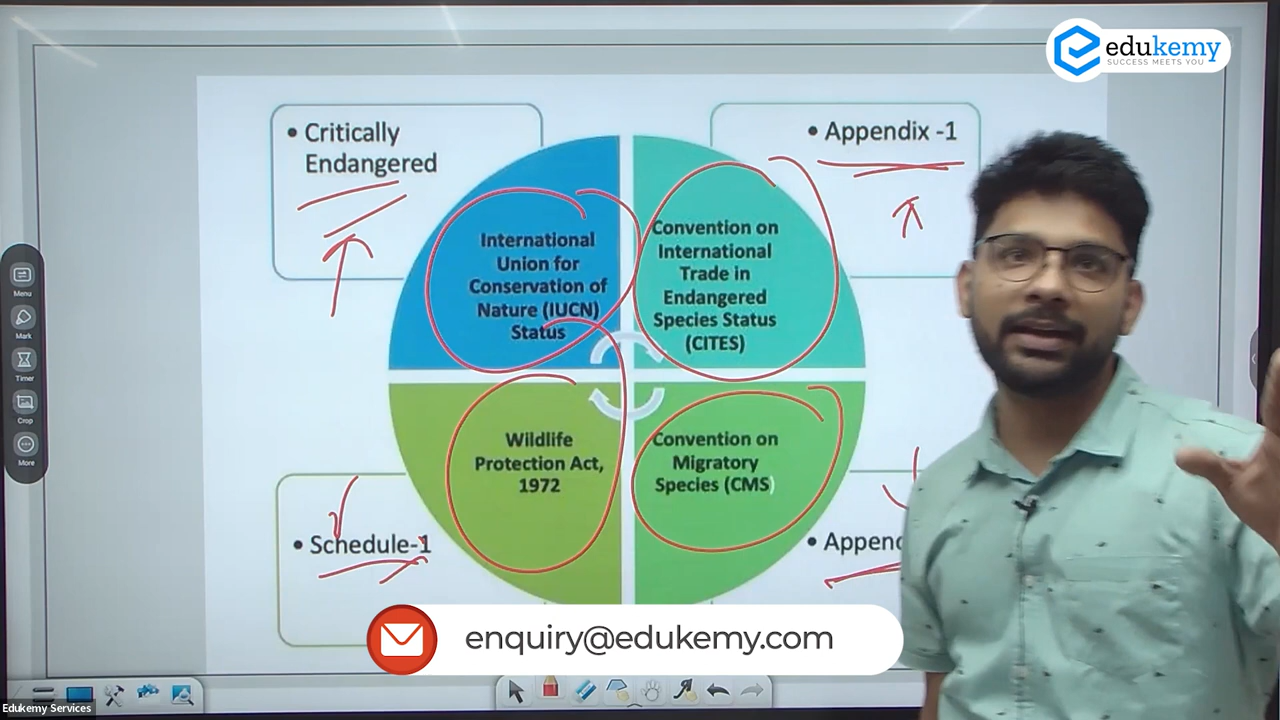 edukemy
SUCCESS MEETS YOU
• Critically
Endangered
• Appendix -1
International
Union for
Conservation of
Nature (IUCN)
Status
Convention on
International
Trade in
Endangered
Species Status
(CITES)
Wildlife
Protection Act,
1972
Convention on
Migratory
Species (CMS)
• Schedule-1
Menu
Mark
Timer
Crop
More
enquiry@edukemy.com
Edukemy Services